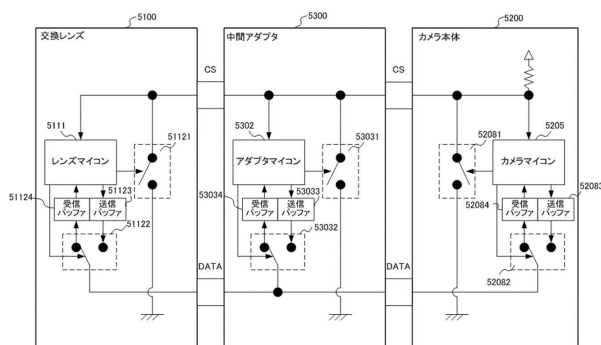 5100
5300
5200
交換レンズ
中間アダプタ
カメラ本体
CS
CS
5111
51121
5302
53031
52081
5205
レンズマイコン
アダプタマイコン
カメラマイコン
51124
51123
53034
53033
52084
52083
受信
バッファ
送信
バッファ
受信
バッファ
送信
バッファ
受信
バッファ
送信
バッファ
51122
53032
52082
DATA
DATA